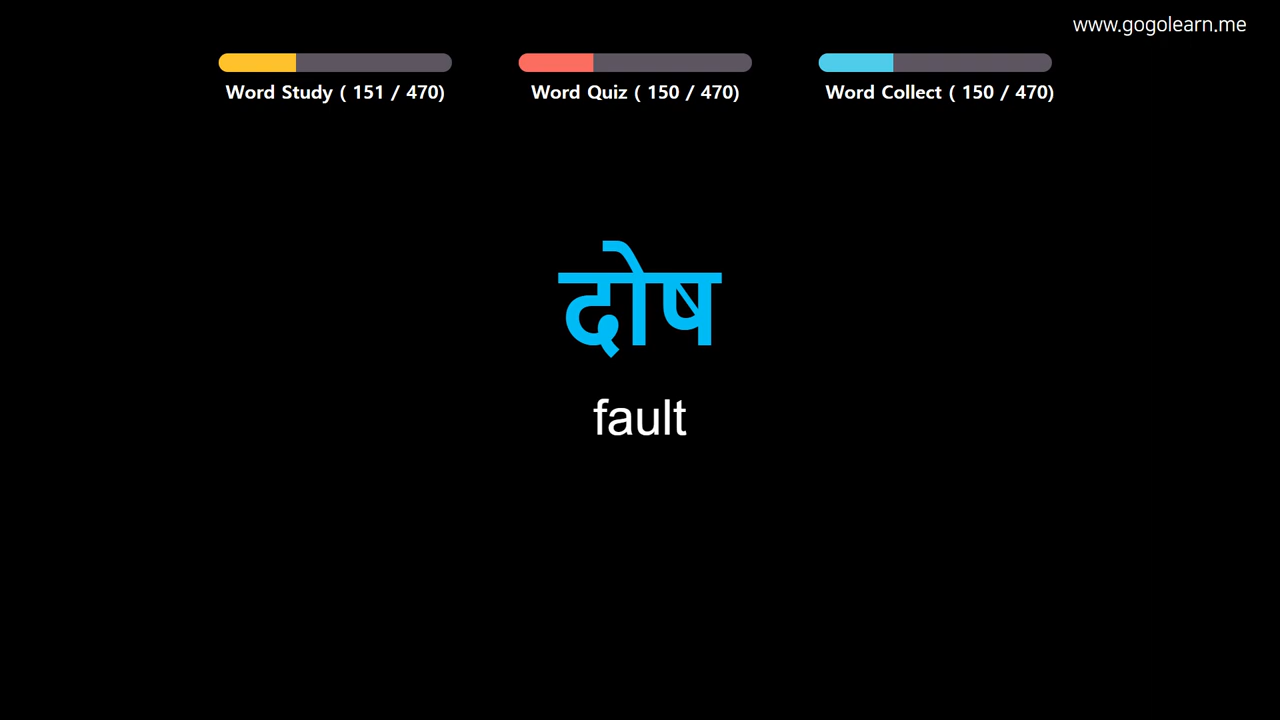 www.gogolearn.me
Word Study ( 151 / 470)
Word Quiz ( 150 / 470)
Word Collect ( 150 / 470)
दोष
fault